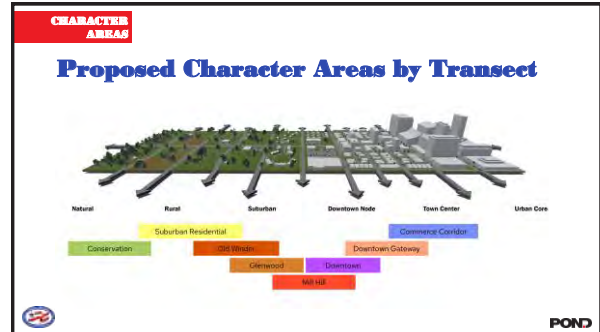 CHARACTER
AREAS
Proposed Character Areas by Transect
Natural
Rural
Suburban
Downtown Node
Town Center
Urban Core
Suburban Residential
Commerce Corridor
Conservation
Old Winder
Downtown Gateway
Glenwood
Downtown
Mill Hill
POND